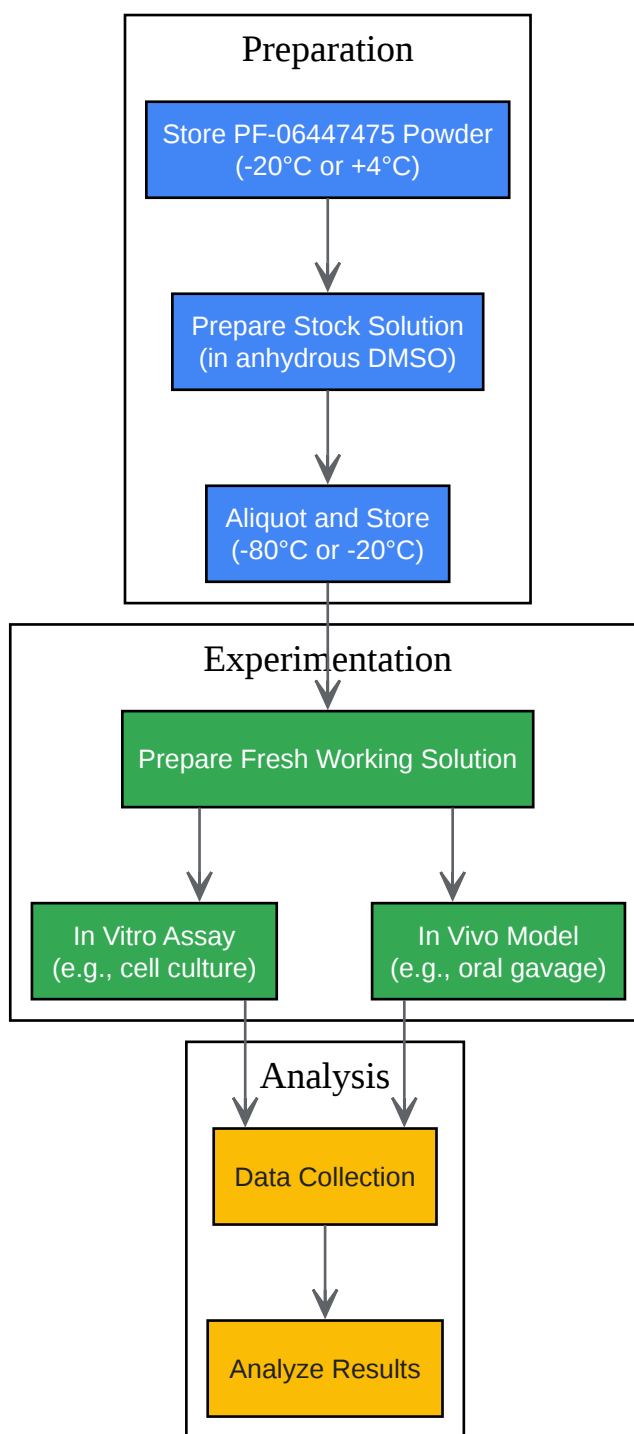 Preparation
Store PF-06447475 Powder
(-20°C or +4°C)
Prepare Stock Solution
(in anhydrous DMSO)
Aliquot and Store
(-80°C or -20°C)
Experimentation
Prepare Fresh Working Solution
In Vitro Assay
(e.g., cell culture)
In Vivo Model
(e.g., oral gavage)
Analysis
Data Collection
Analyze Results